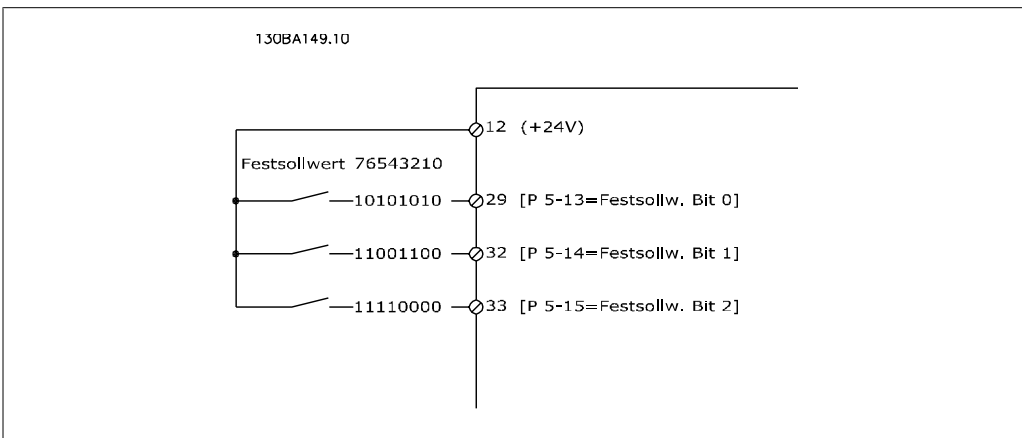 130BA149.10
12 (+24V)
Festsollwert 76543210
10101010 29 [P 5-13=Festsollw. Bit 0]
11001100 32 [P 5-14=Festsollw. Bit 1]
11110000 33 [P 5-15=Festsollw. Bit 2]